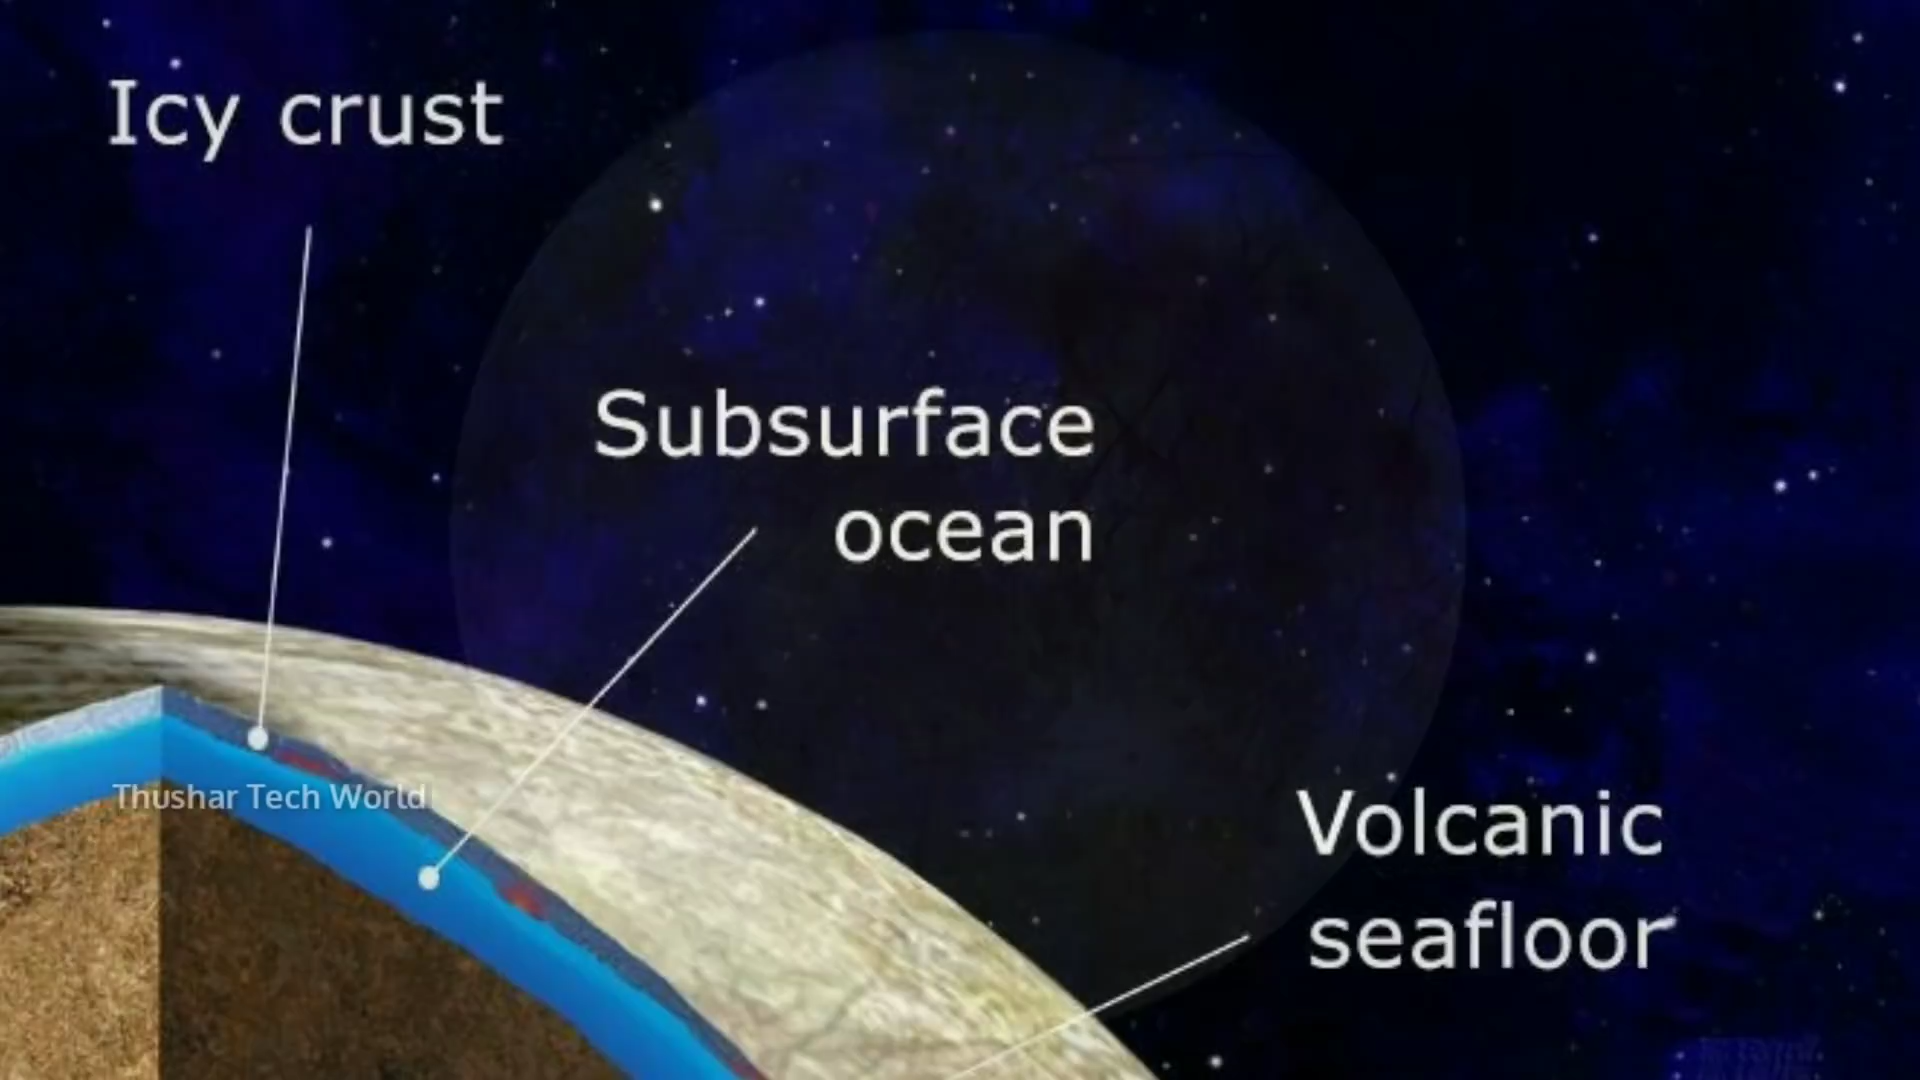 Icy crust
Subsurface
ocean
Thushar Tech World
Volcanic
seafloor